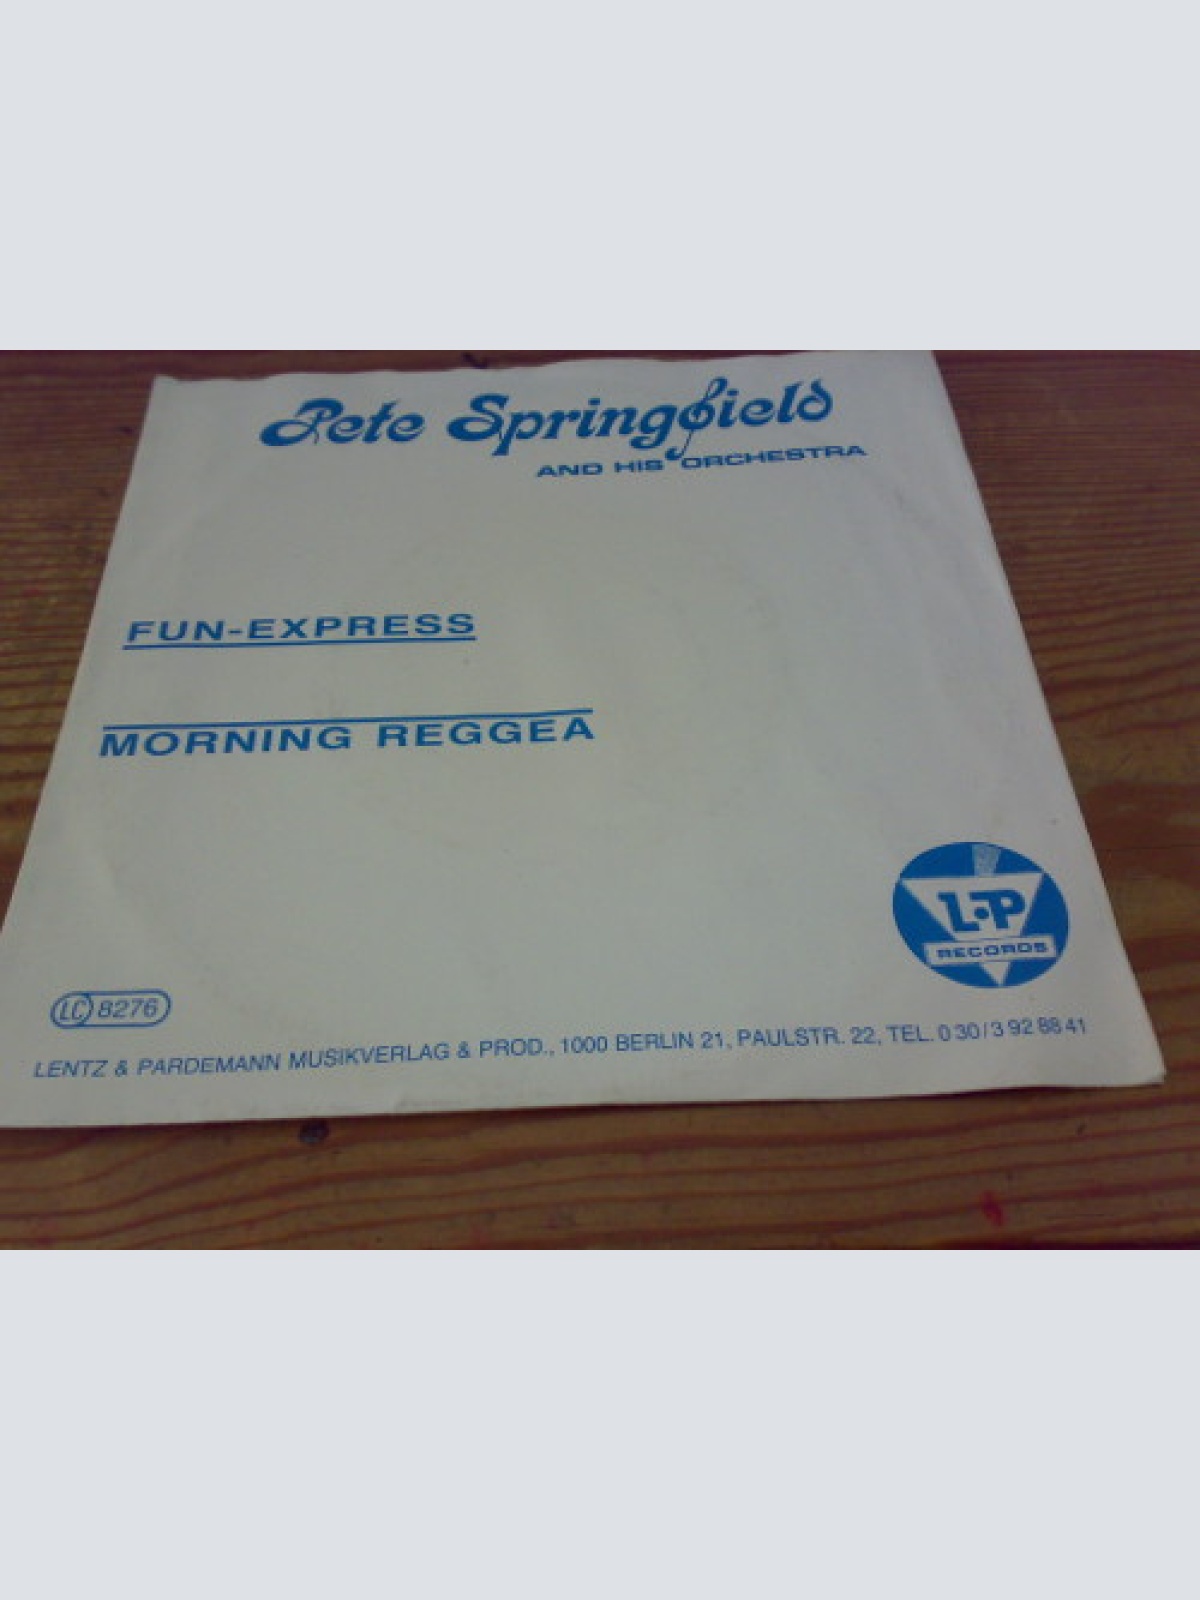 Pete Springfield
AND HIS ORCHESTRA
FUN-EXPRESS
MORNING REGGEA
L·P
RECORDS
LC 8276
LENTZ & PARDEMANN MUSIKVERLAG & PROD., 1000 BERLIN 21, PAULSTR. 22, TEL. 0 30 / 3 92 88 41